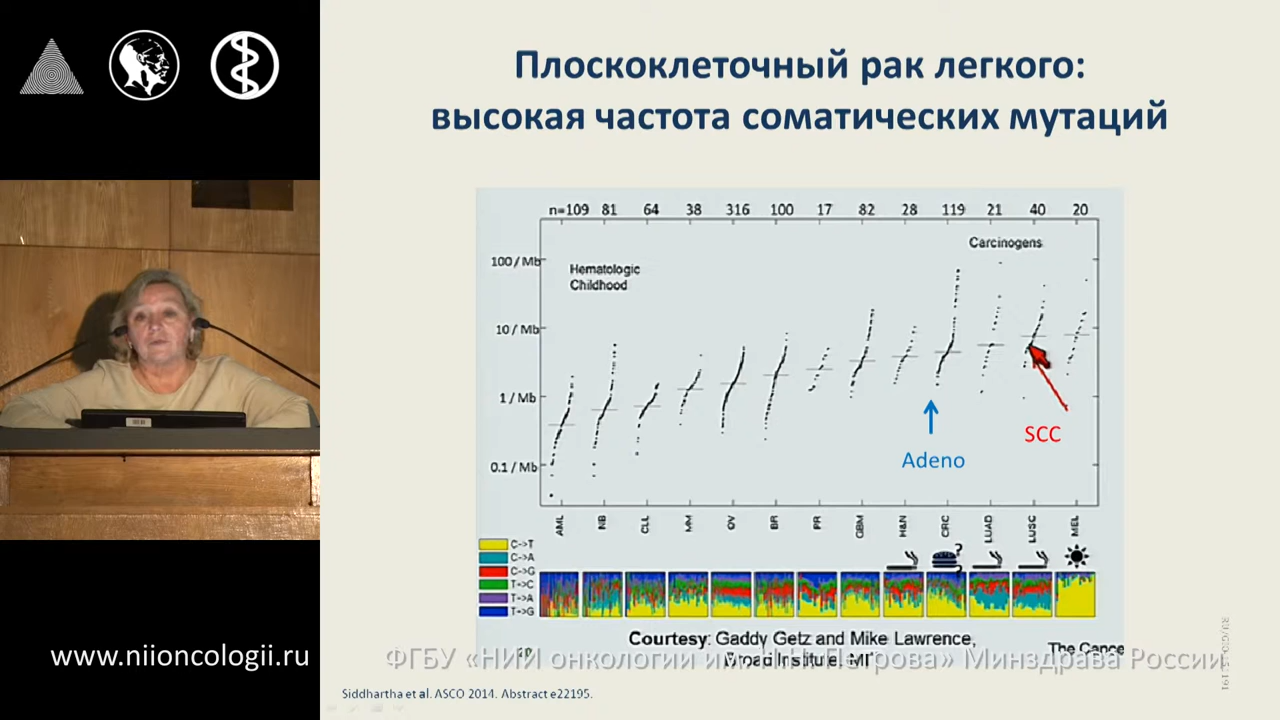 Плоскоклеточный рак легкого:
высокая частота соматических мутаций
n=109 81 64 38 316 100 17 82 28 119 21 40 20
Carcinogens
Hematologic
Childhood
100 / Mb
10 / Mb
1 / Mb
0.1 / Mb
SCC
Adeno
AML NB CLL MM OV BR PR GBM H&N CRC LUAD LUSC MEL
C->T
C->A
C->G
T->C
T->A
T->G
Courtesy: Gaddy Getz and Mike Lawrence,
Broad Institute, MIT
The Cance
www.niioncologii.ru
ФГБУ «НИИ онкологии им. Н.Н. Петрова» Минздрава России
Siddhartha et al. ASCO 2014. Abstract e22195.